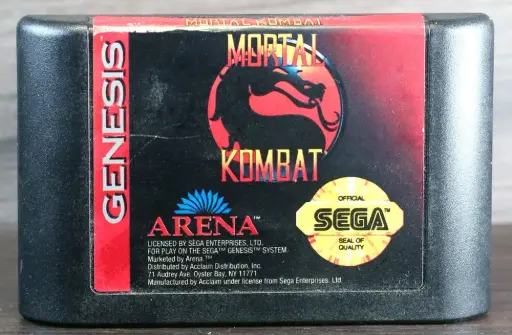 MORTAL KOMBAT
GENESIS
MORTAL
KOMBAT
ARENA™
LICENSED BY SEGA ENTERPRISES, LTD.
FOR PLAY ON THE SEGA™ GENESIS™ SYSTEM.
Marketed by Arena.™
Distributed by Acclaim Distribution, Inc.
71 Audrey Ave. Oyster Bay, NY 11771
Manufactured by Acclaim under license from Sega Enterprises, Ltd
OFFICIAL
SEGA
SEAL OF
QUALITY